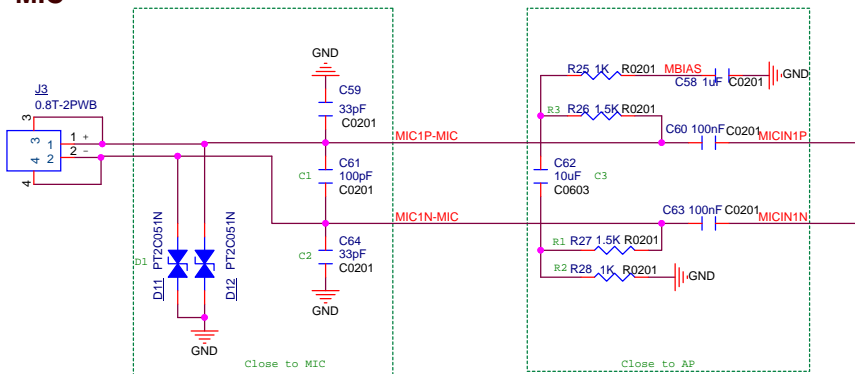 MIC
GND
J3
0.8T-2PWB
3
3 1
4 2
4
1 +
2 -
C59
33pF
C0201
MIC1P-MIC
C1
C61
100pF
C0201
MIC1N-MIC
C2
C64
33pF
C0201
GND
D1
D11 PT2C051N
D12 PT2C051N
GND
Close to MIC
R25 1K R0201
MBIAS
C58 1uF C0201
GND
R3
R26 1.5K R0201
C60 100nF C0201
MICIN1P
C62
10uF
C0603
C3
C63 100nF C0201
MICIN1N
R1
R27 1.5K R0201
R2
R28 1K R0201
GND
Close to AP